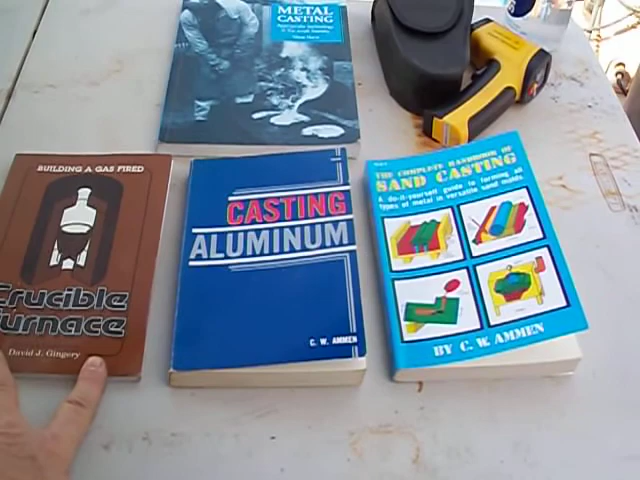 METAL
CASTING
BUILDING A GAS FIRED
Crucible
Furnace
David J. Gingery
CASTING
ALUMINUM
C. W. AMMEN
THE COMPLETE HANDBOOK OF
SAND CASTING
A do-it-yourself guide to forming all
types of metal in versatile sand molds.
BY C. W. AMMEN